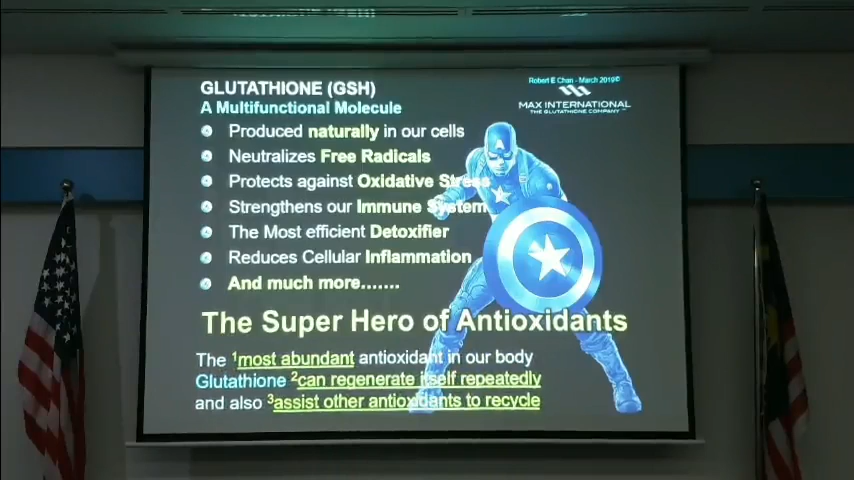 GLUTATHIONE (GSH)
A Multifunctional Molecule
Produced naturally in our cells
Neutralizes Free Radicals
Protects against Oxidative Stress
Strengthens our Immune System
The Most efficient Detoxifier
Reduces Cellular Inflammation
And much more.......
The Super Hero of Antioxidants
The 1most abundant antioxidant in our body
Glutathione 2can regenerate itself repeatedly
and also 3assist other antioxidants to recycle
Robert E Chan - March 2019©
MAX INTERNATIONAL
THE GLUTATHIONE COMPANY™
A